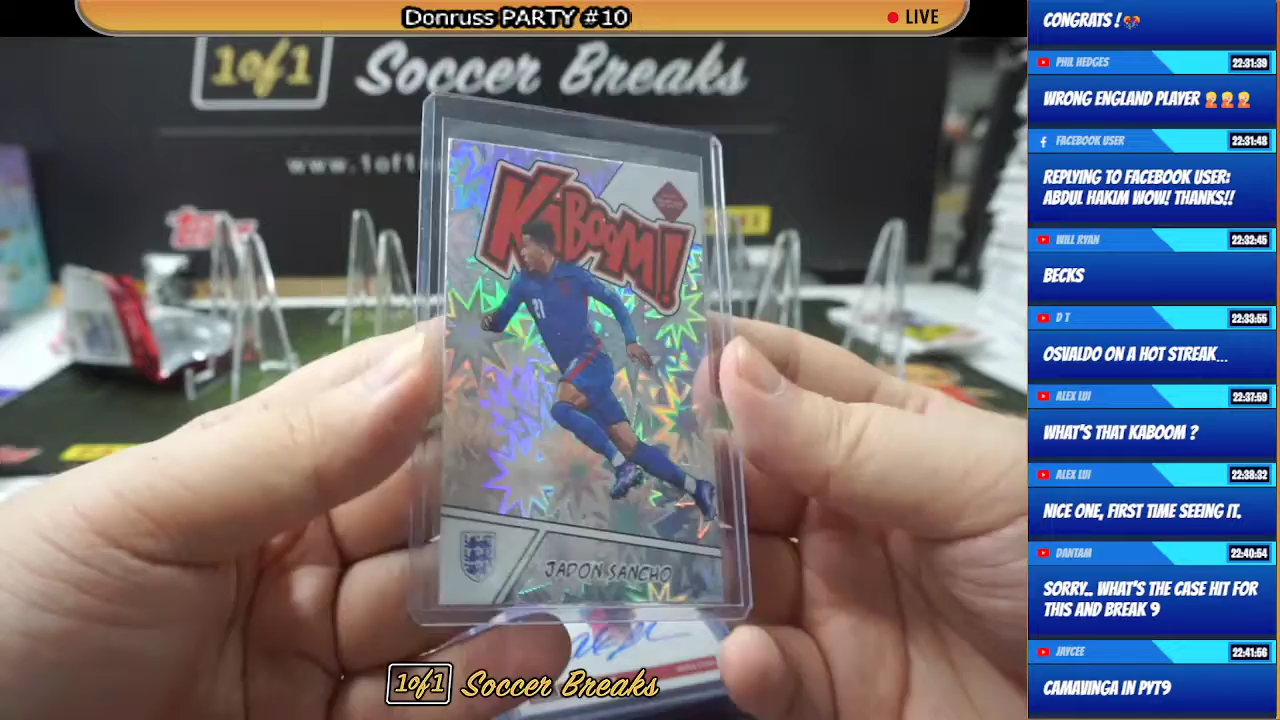 Donruss PARTY #10
LIVE
1of1 Soccer Breaks
www.1of1
KABOOM!
21
JADON SANCHO
1of1 Soccer Breaks
CONGRATS !
PHIL HEDGES 22:31:39
WRONG ENGLAND PLAYER
FACEBOOK USER 22:31:48
REPLYING TO FACEBOOK USER:
ABDUL HAKIM WOW! THANKS!!
WILL RYAN 22:32:45
BECKS
D T 22:33:55
OSVALDO ON A HOT STREAK...
ALEX LUI 22:37:59
WHAT'S THAT KABOOM ?
ALEX LUI 22:38:32
NICE ONE, FIRST TIME SEEING IT.
DANTAM 22:40:54
SORRY.. WHAT'S THE CASE HIT FOR
THIS AND BREAK 9
JAYCEE 22:41:56
CAMAVINGA IN PYT9